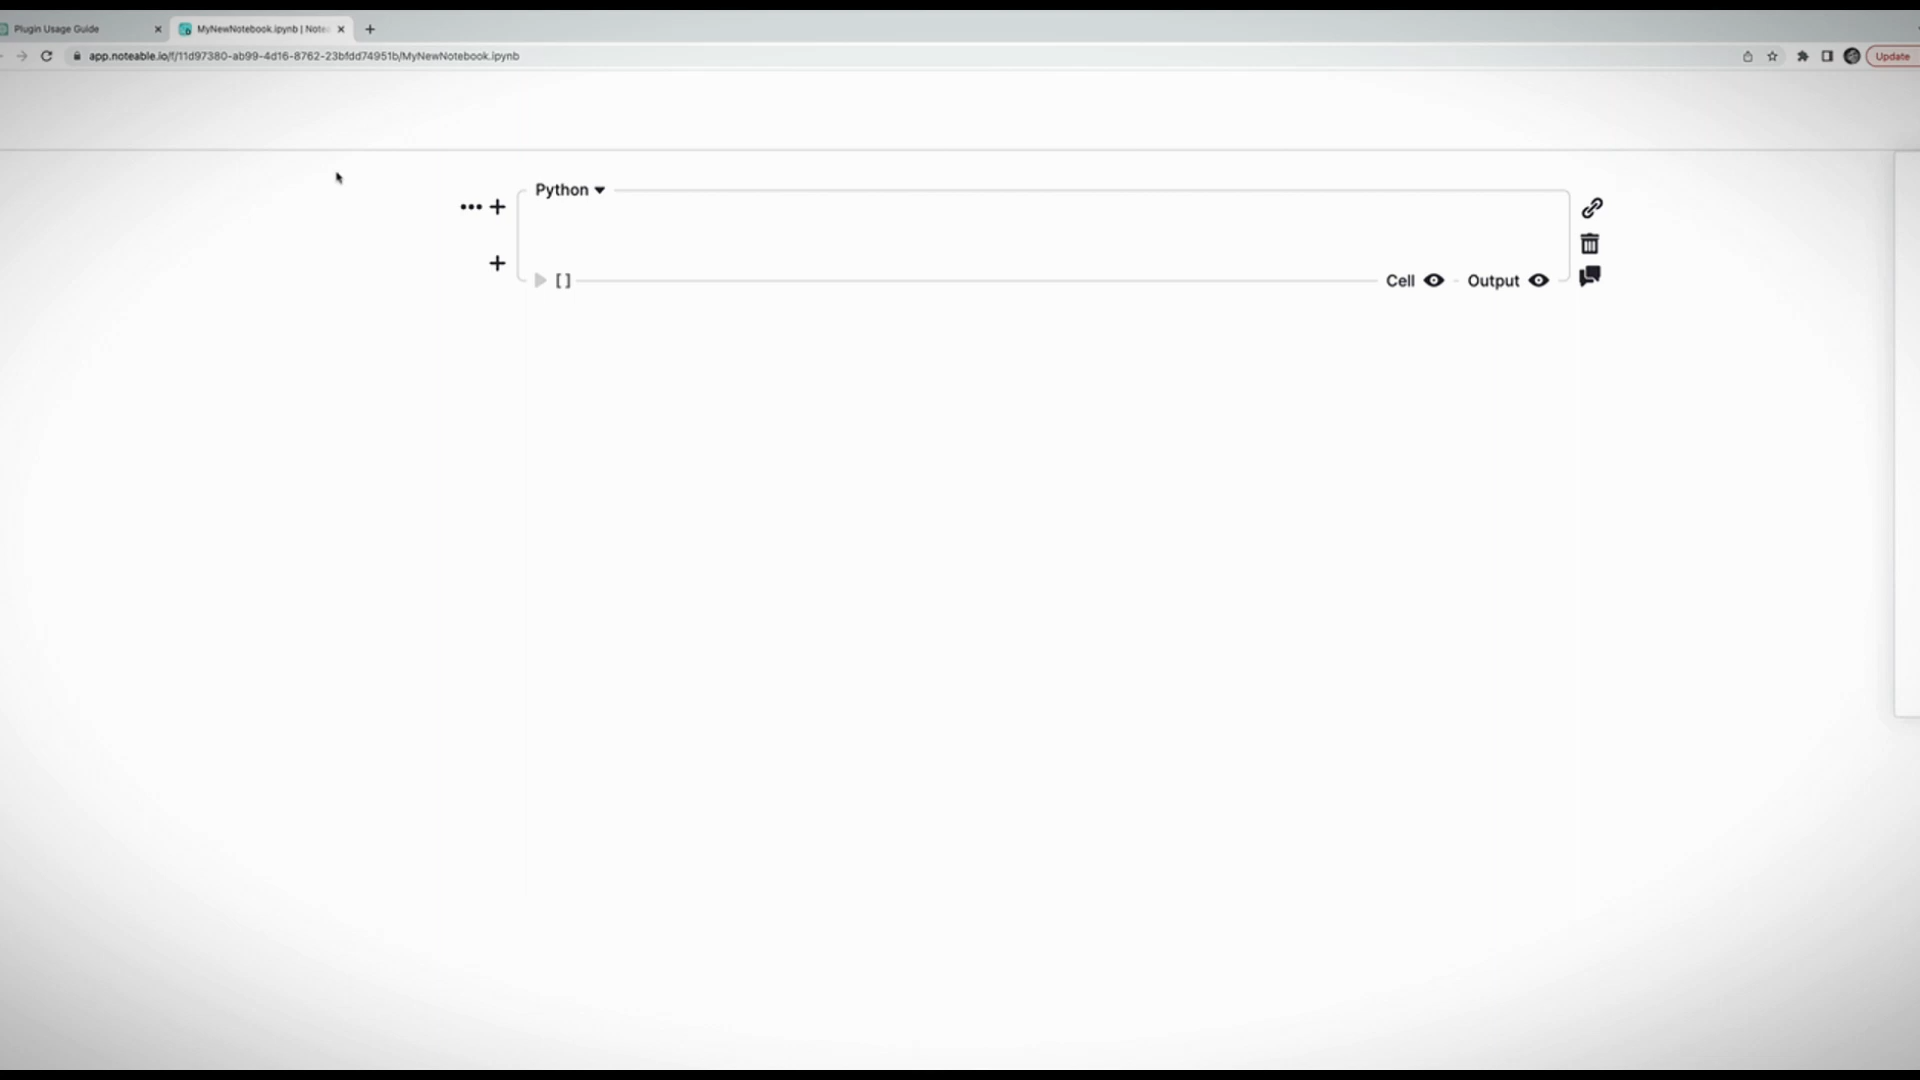 Plugin Usage Guide
MyNewNotebook.ipynb | Note
app.noteable.io/f/11d97380-ab99-4d16-8762-23bfdd74951b/MyNewNotebook.ipynb
Update
Python
[ ]
Cell
Output